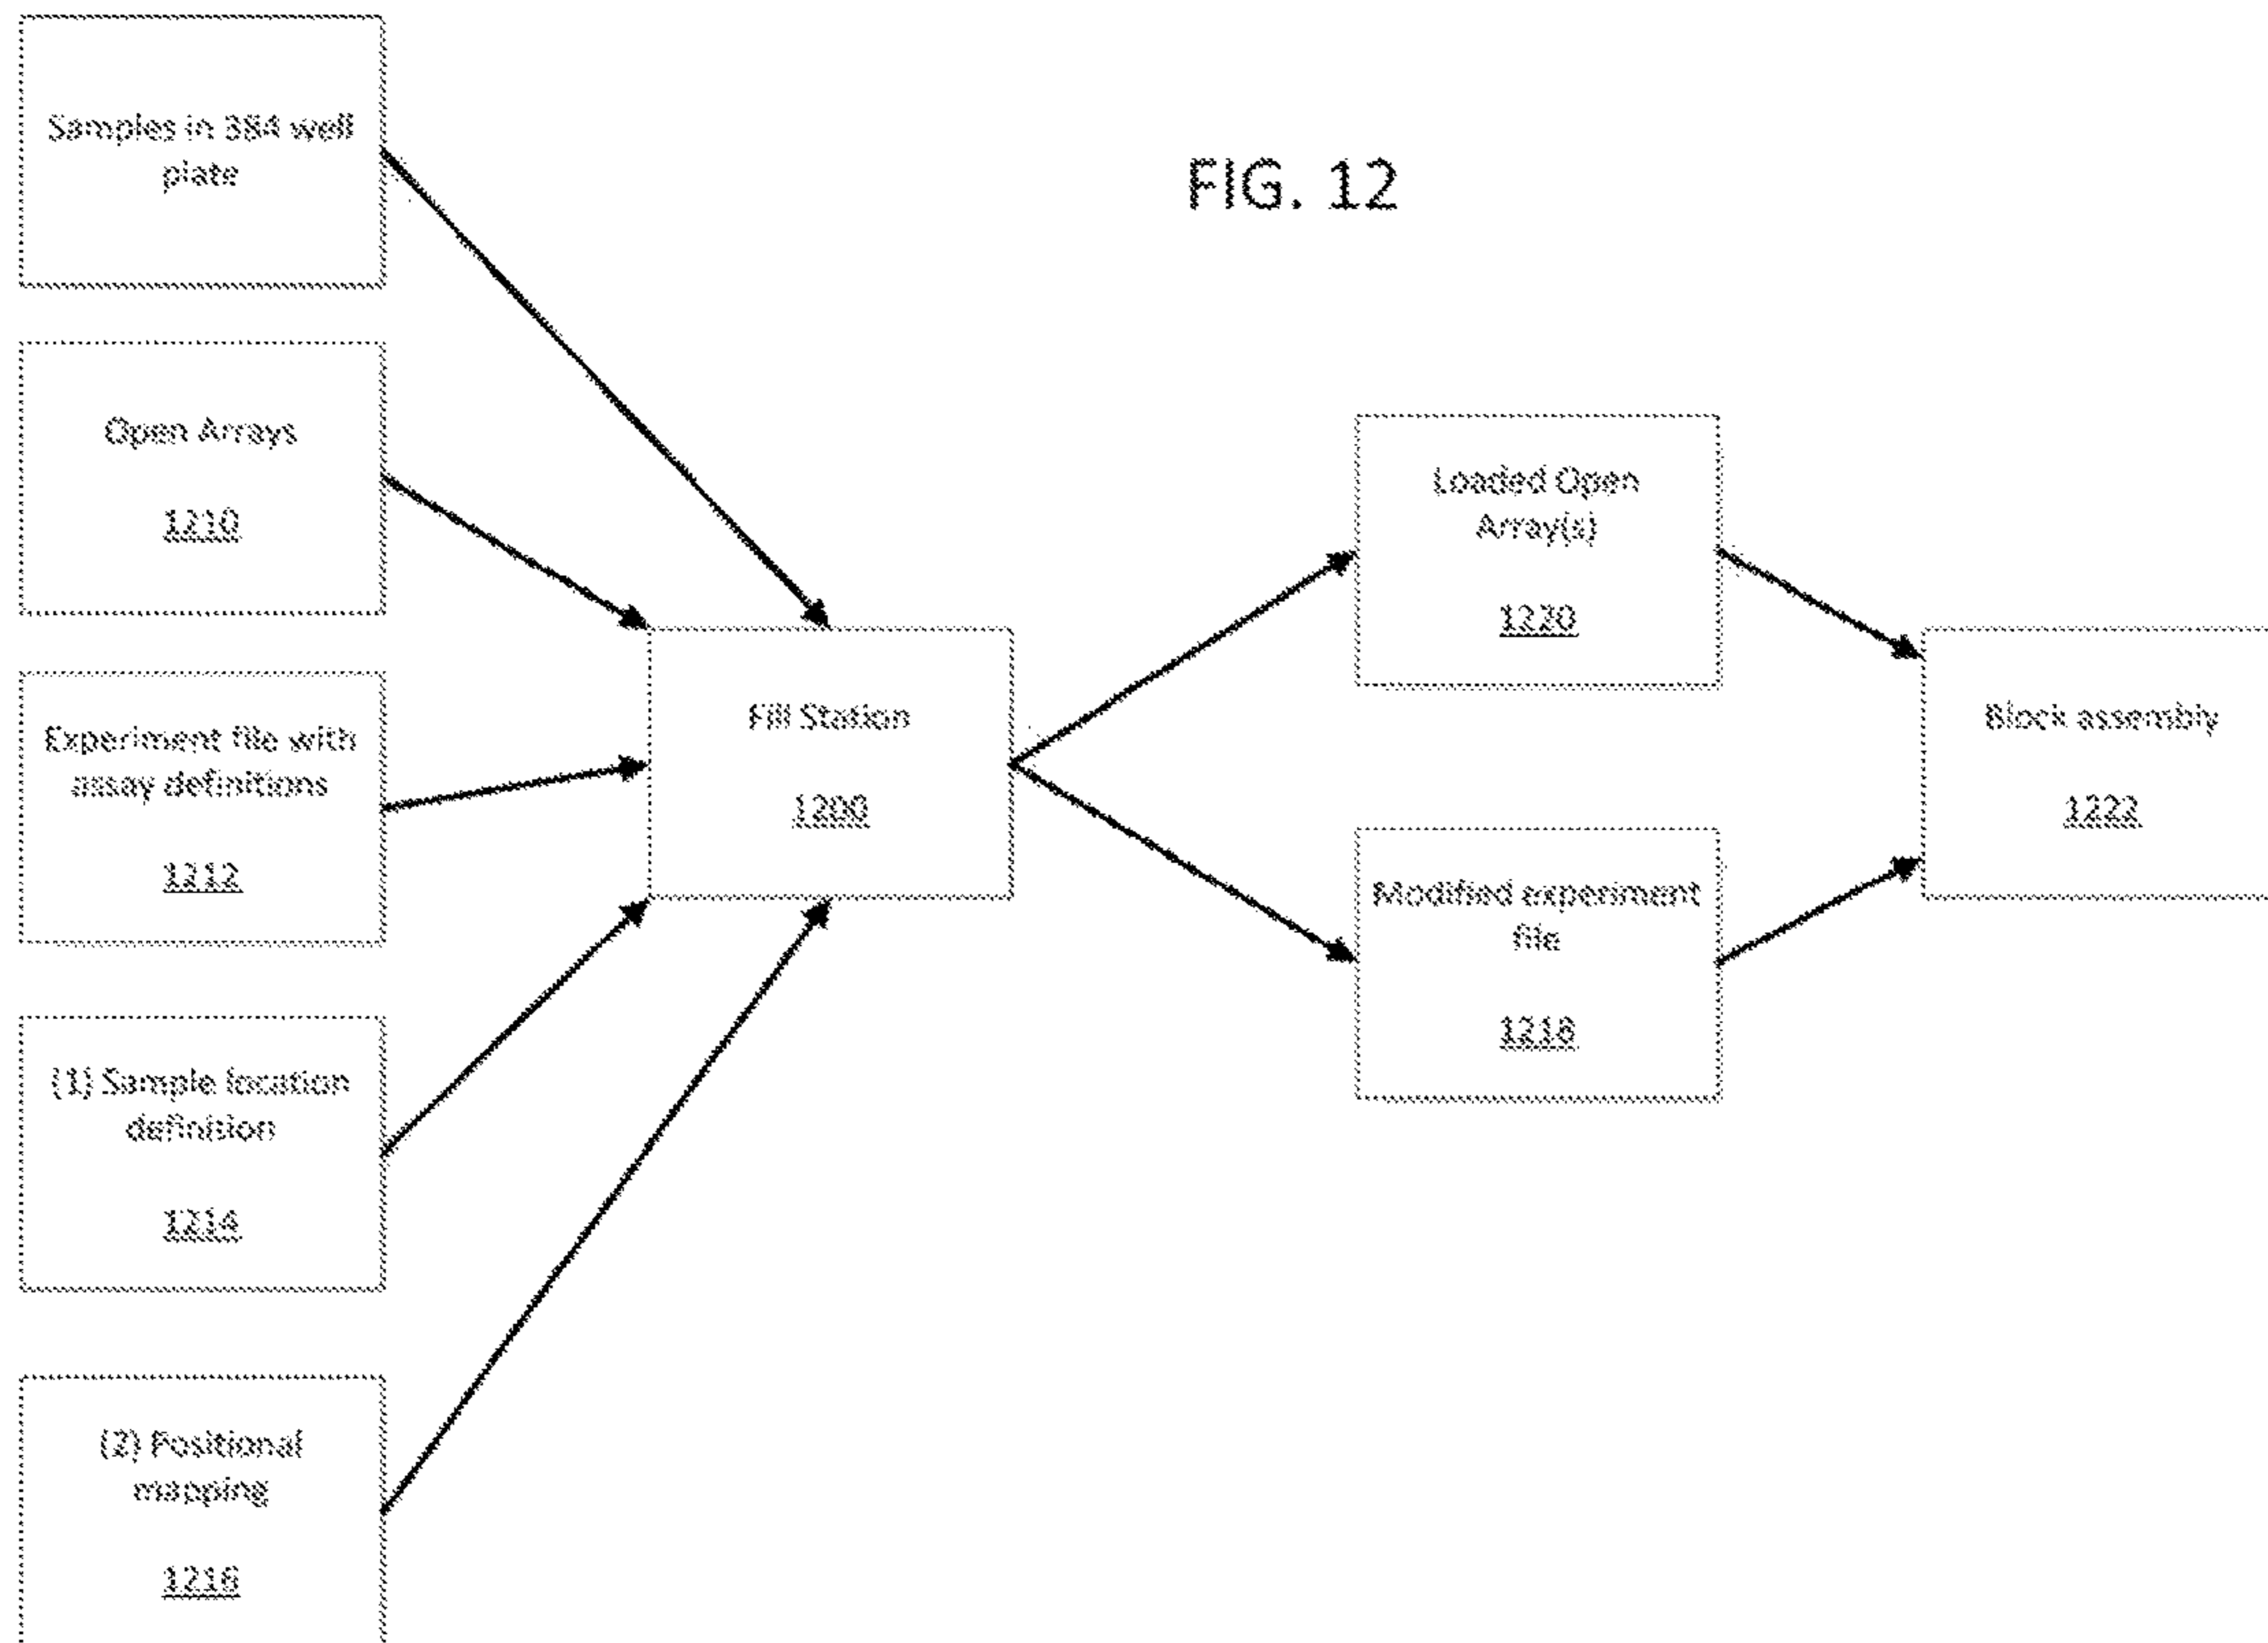 Samples in 384 well
plate
FIG. 12
Open Arrays
1210
Experiment file with
assay definitions
1212
(1) Sample location
definition
1214
(2) Positional
mapping
1216
Fill Station
1200
Loaded Open
Array(s)
1220
Modified experiment
file
1218
Block assembly
1222